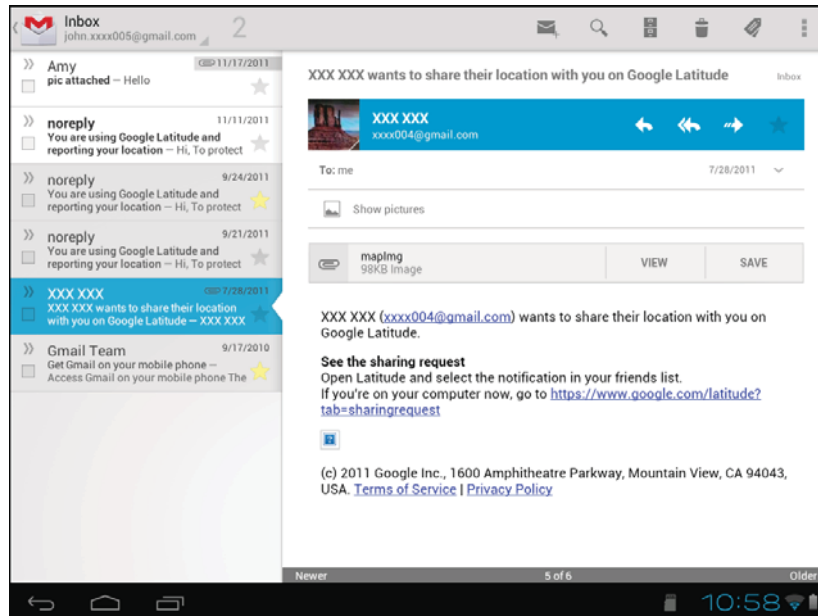 Inbox
john.xxxx005@gmail.com
2
Amy
11/17/2011
pic attached – Hello
noreply
11/11/2011
You are using Google Latitude and
reporting your location – Hi, To protect
noreply
9/24/2011
You are using Google Latitude and
reporting your location – Hi, To protect
noreply
9/21/2011
You are using Google Latitude and
reporting your location – Hi, To protect
XXX XXX
7/28/2011
XXX XXX wants to share their location
with you on Google Latitude – XXX XXX
Gmail Team
9/17/2010
Get Gmail on your mobile phone –
Access Gmail on your mobile phone The
XXX XXX wants to share their location with you on Google Latitude
Inbox
XXX XXX
xxxx004@gmail.com
To: me
7/28/2011
Show pictures
mapImg
98KB Image
VIEW
SAVE
XXX XXX (xxxx004@gmail.com) wants to share their location with you on
Google Latitude.
See the sharing request
Open Latitude and select the notification in your friends list.
If you're on your computer now, go to https://www.google.com/latitude?
tab=sharingrequest
(c) 2011 Google Inc., 1600 Amphitheatre Parkway, Mountain View, CA 94043,
USA. Terms of Service | Privacy Policy
Newer
5 of 6
Older
10:58